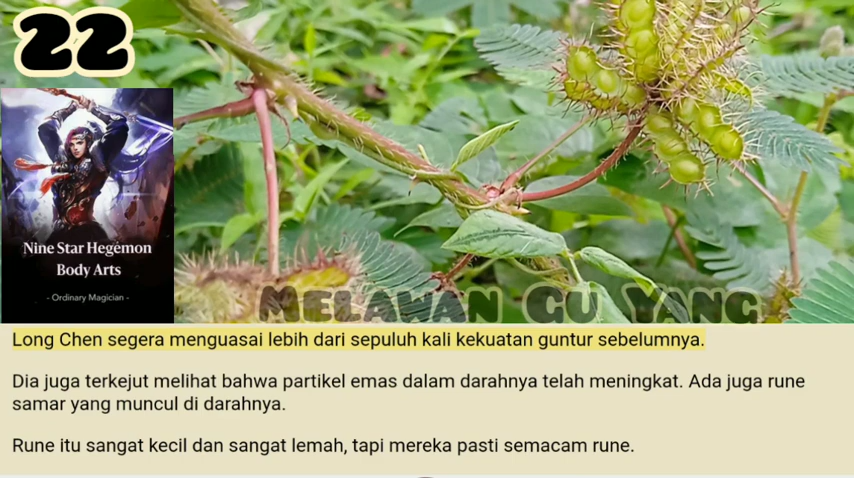 22
Nine Star Hegemon
Body Arts
- Ordinary Magician -
MELAWAN GU YANG
Long Chen segera menguasai lebih dari sepuluh kali kekuatan guntur sebelumnya.
Dia juga terkejut melihat bahwa partikel emas dalam darahnya telah meningkat. Ada juga rune
samar yang muncul di darahnya.
Rune itu sangat kecil dan sangat lemah, tapi mereka pasti semacam rune.